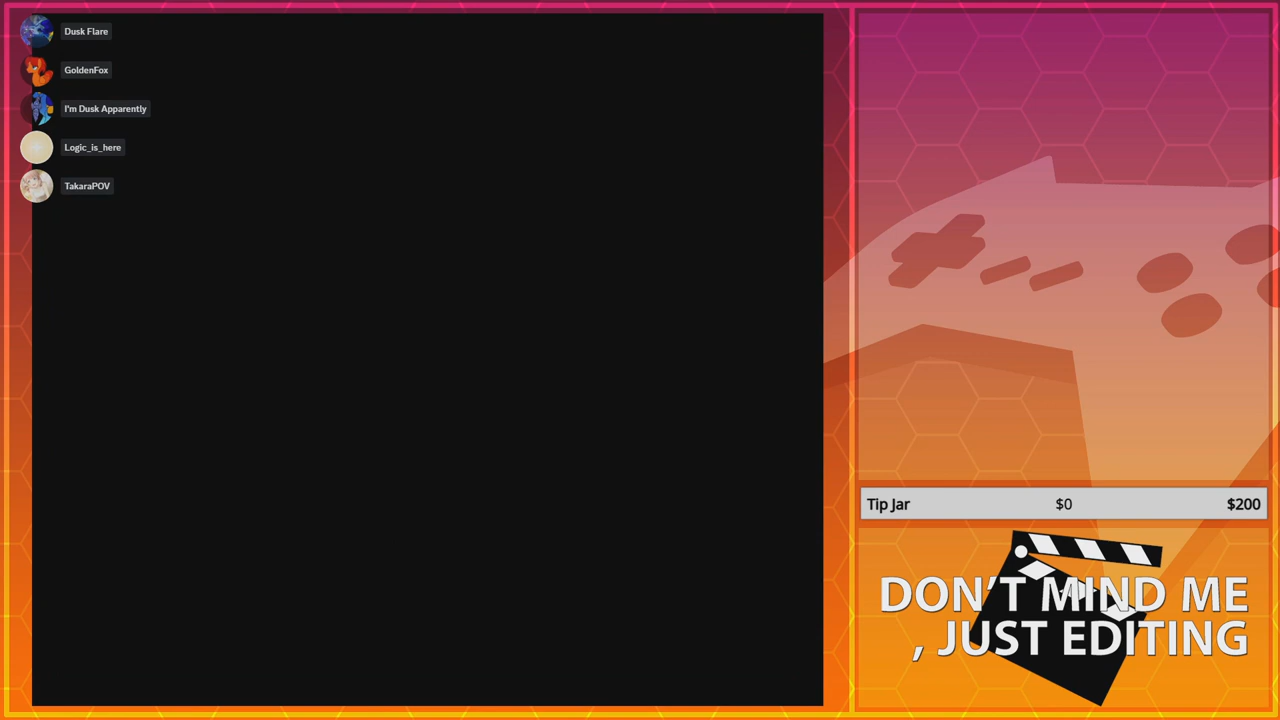 Dusk Flare
GoldenFox
I'm Dusk Apparently
Logic_is_here
TakaraPOV
Tip Jar $0 $200
DON'T MIND ME
, JUST EDITING